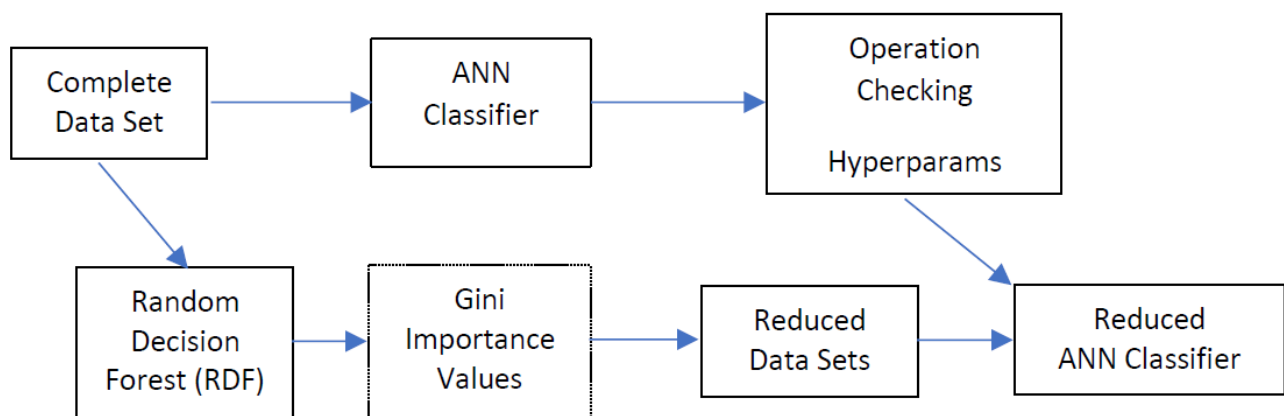 Complete
Data Set
ANN
Classifier
Operation
Checking
Hyperparams
Random
Decision
Forest (RDF)
Gini
Importance
Values
Reduced
Data Sets
Reduced
ANN Classifier